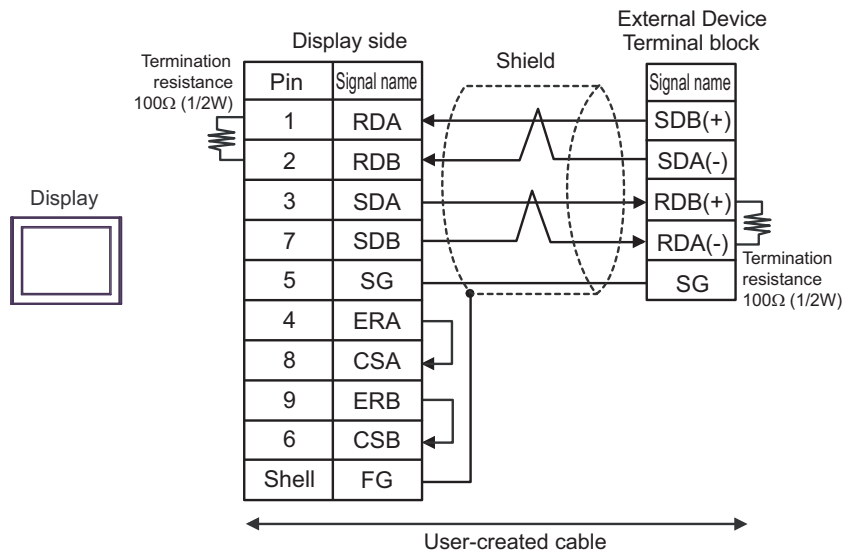 External Device
Terminal block
Display side
Shield
Termination
resistance
100Ω (1/2W)
Pin Signal name
Signal name
1 RDA
SDB(+)
2 RDB
SDA(-)
Display
3 SDA
RDB(+)
7 SDB
RDA(-)
Termination
resistance
100Ω (1/2W)
5 SG
SG
4 ERA
8 CSA
9 ERB
6 CSB
Shell FG
User-created cable